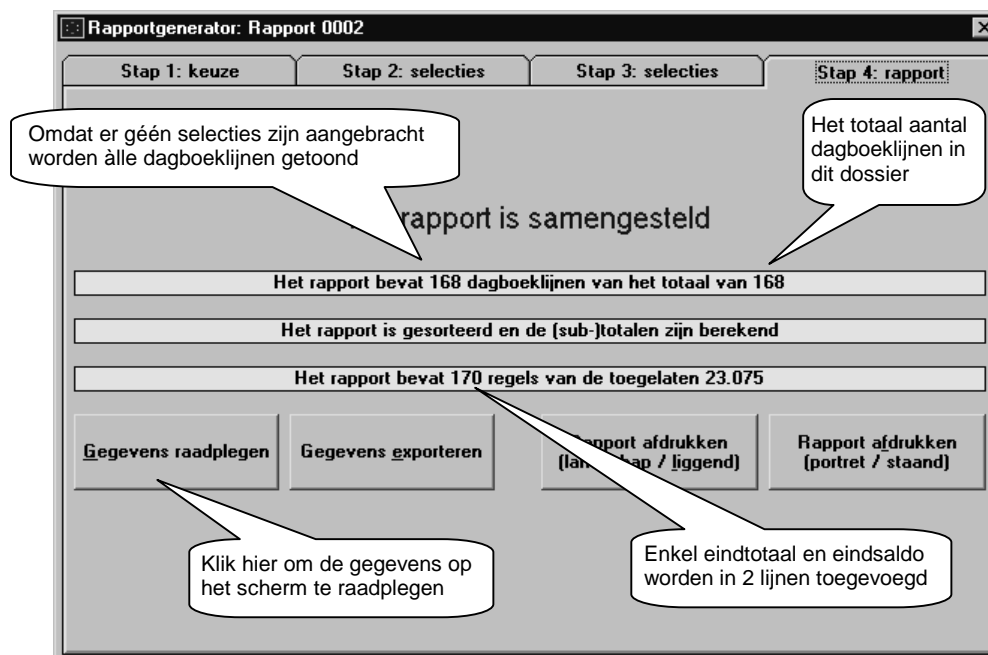 Rapportgenerator: Rapport 0002
Stap 1: keuze
Stap 2: selecties
Stap 3: selecties
Stap 4: rapport
Omdat er géén selecties zijn aangebracht
worden àlle dagboeklijnen getoond
Het totaal aantal
dagboeklijnen in
dit dossier
rapport is samengesteld
Het rapport bevat 168 dagboeklijnen van het totaal van 168
Het rapport is gesorteerd en de (sub-)totalen zijn berekend
Het rapport bevat 170 regels van de toegelaten 23.075
Gegevens raadplegen
Gegevens exporteren
Rapport afdrukken
(landschap / liggend)
Rapport afdrukken
(portret / staand)
Klik hier om de gegevens op
het scherm te raadplegen
Enkel eindtotaal en eindsaldo
worden in 2 lijnen toegevoegd